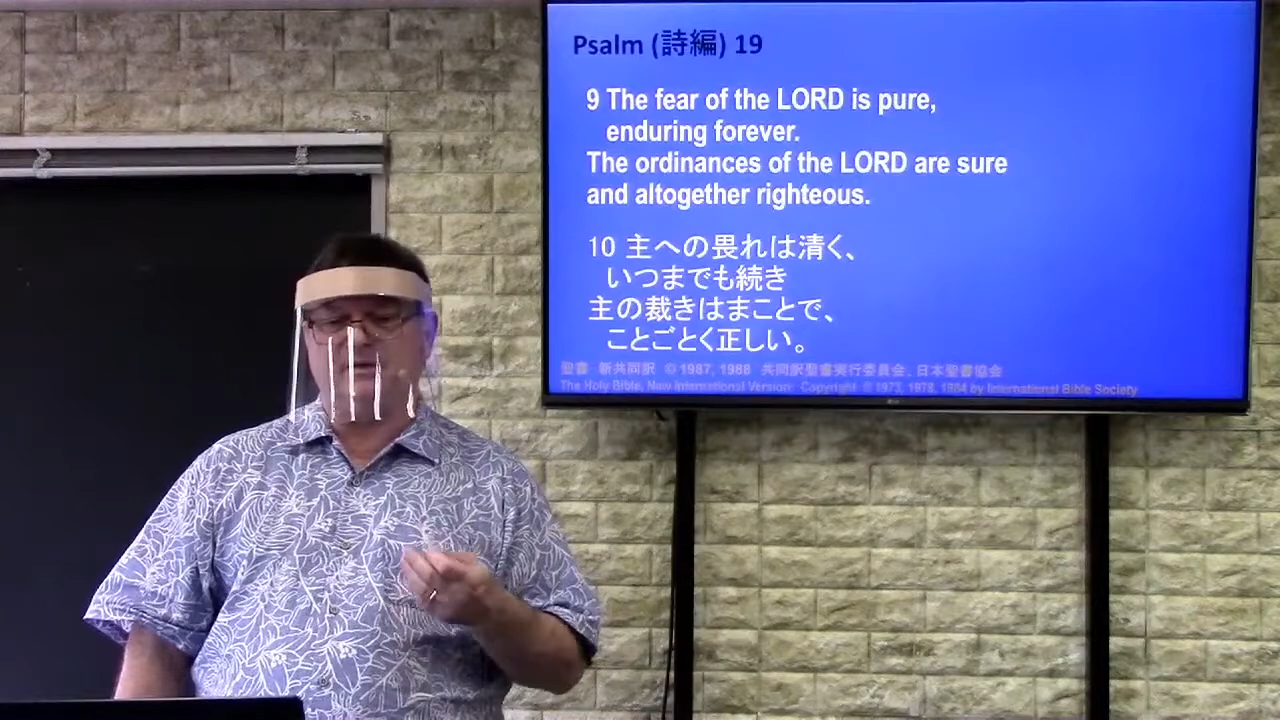 Psalm (詩編) 19
9 The fear of the LORD is pure,
enduring forever.
The ordinances of the LORD are sure
and altogether righteous.
10 主への畏れは清く、
いつまでも続き
主の裁きはまことで、
ことごとく正しい。
聖書 新共同訳 © 1987, 1988 共同訳聖書実行委員会, 日本聖書協会
The Holy Bible, New International Version: Copyright © 1973, 1978, 1984 by International Bible Society